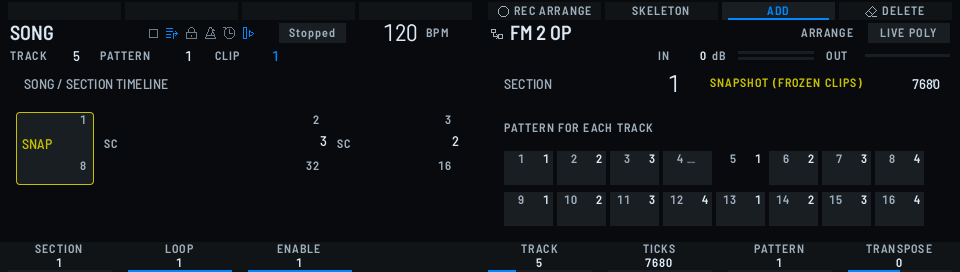 REC ARRANGE SKELETON ADD DELETE
SONG Stopped 120 BPM FM 2 OP ARRANGE LIVE POLY
TRACK 5 PATTERN 1 CLIP 1 IN 0 dB OUT
SONG / SECTION TIMELINE SECTION 1 SNAPSHOT (FROZEN CLIPS) 7680
1 2 3
SNAP SC 3 SC 2
8 32 16
PATTERN FOR EACH TRACK
1 1 2 2 3 3 4 _ 5 1 6 2 7 3 8 4
9 1 10 2 11 3 12 4 13 1 14 2 15 3 16 4
SECTION LOOP ENABLE TRACK TICKS PATTERN TRANSPOSE
1 1 1 5 7680 1 0